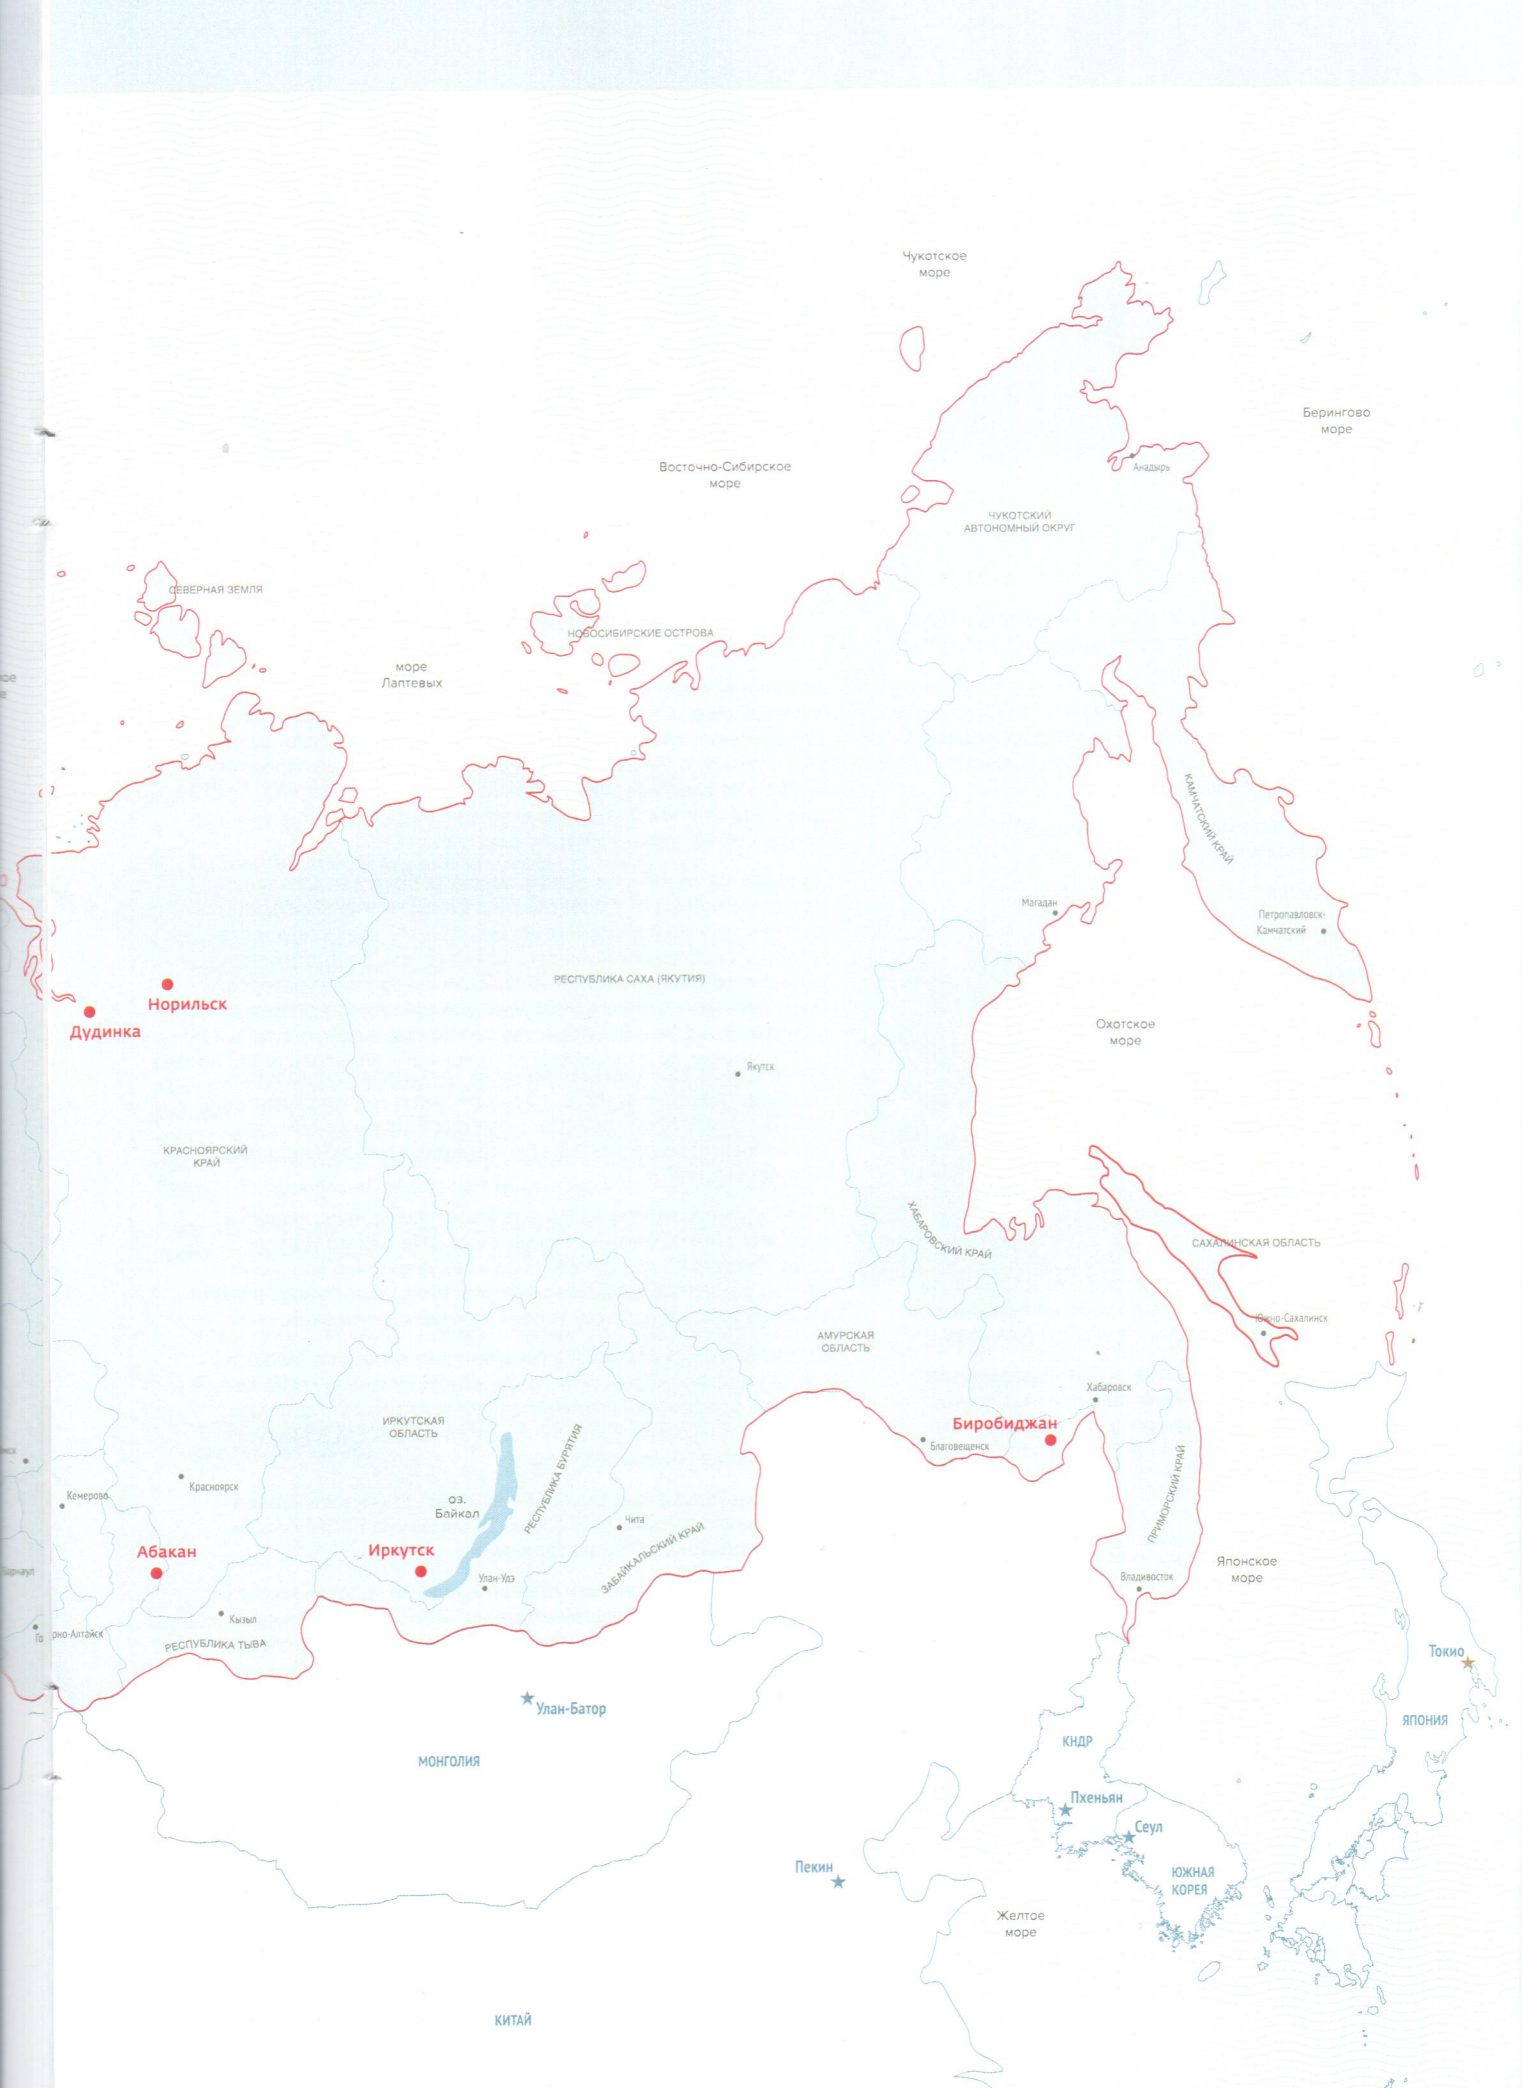 Чукотское
море
Берингово
море
Восточно-Сибирское
море
Анадырь
ЧУКОТСКИЙ
АВТОНОМНЫЙ ОКРУГ
СЕВЕРНАЯ ЗЕМЛЯ
НОВОСИБИРСКИЕ ОСТРОВА
море
Лаптевых
КАМЧАТСКИЙ КРАЙ
Магадан
Петропавловск-
Камчатский
РЕСПУБЛИКА САХА (ЯКУТИЯ)
Норильск
Дудинка
Охотское
море
Якутск
КРАСНОЯРСКИЙ
КРАЙ
ХАБАРОВСКИЙ КРАЙ
САХАЛИНСКАЯ ОБЛАСТЬ
Южно-Сахалинск
АМУРСКАЯ
ОБЛАСТЬ
Хабаровск
Биробиджан
Благовещенск
ИРКУТСКАЯ
ОБЛАСТЬ
РЕСПУБЛИКА БУРЯТИЯ
ПРИМОРСКИЙ КРАЙ
Красноярск
Кемерово
оз.
Байкал
Чита
ЗАБАЙКАЛЬСКИЙ КРАЙ
Абакан
Иркутск
Улан-Удэ
Японское
море
Владивосток
Кызыл
рно-Алтайск
РЕСПУБЛИКА ТЫВА
Токио
Улан-Батор
ЯПОНИЯ
МОНГОЛИЯ
КНДР
Пхеньян
Сеул
Пекин
ЮЖНАЯ
КОРЕЯ
Желтое
море
КИТАЙ